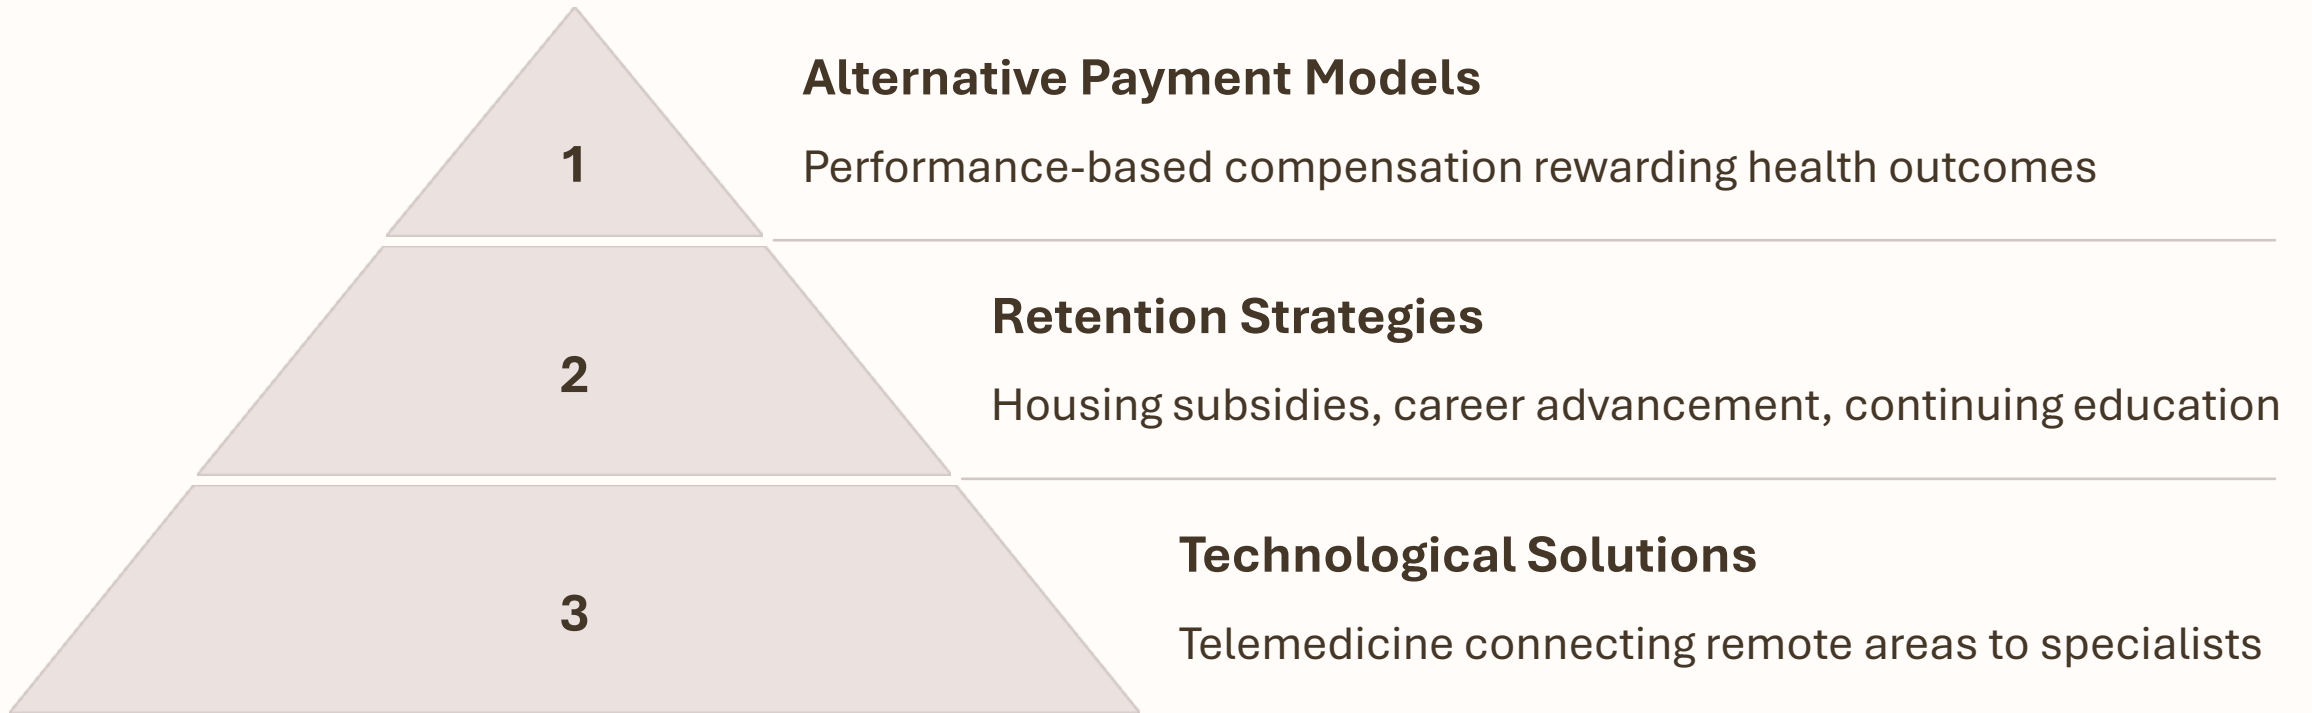 1
Alternative Payment Models
Performance-based compensation rewarding health outcomes
2
Retention Strategies
Housing subsidies, career advancement, continuing education
3
Technological Solutions
Telemedicine connecting remote areas to specialists